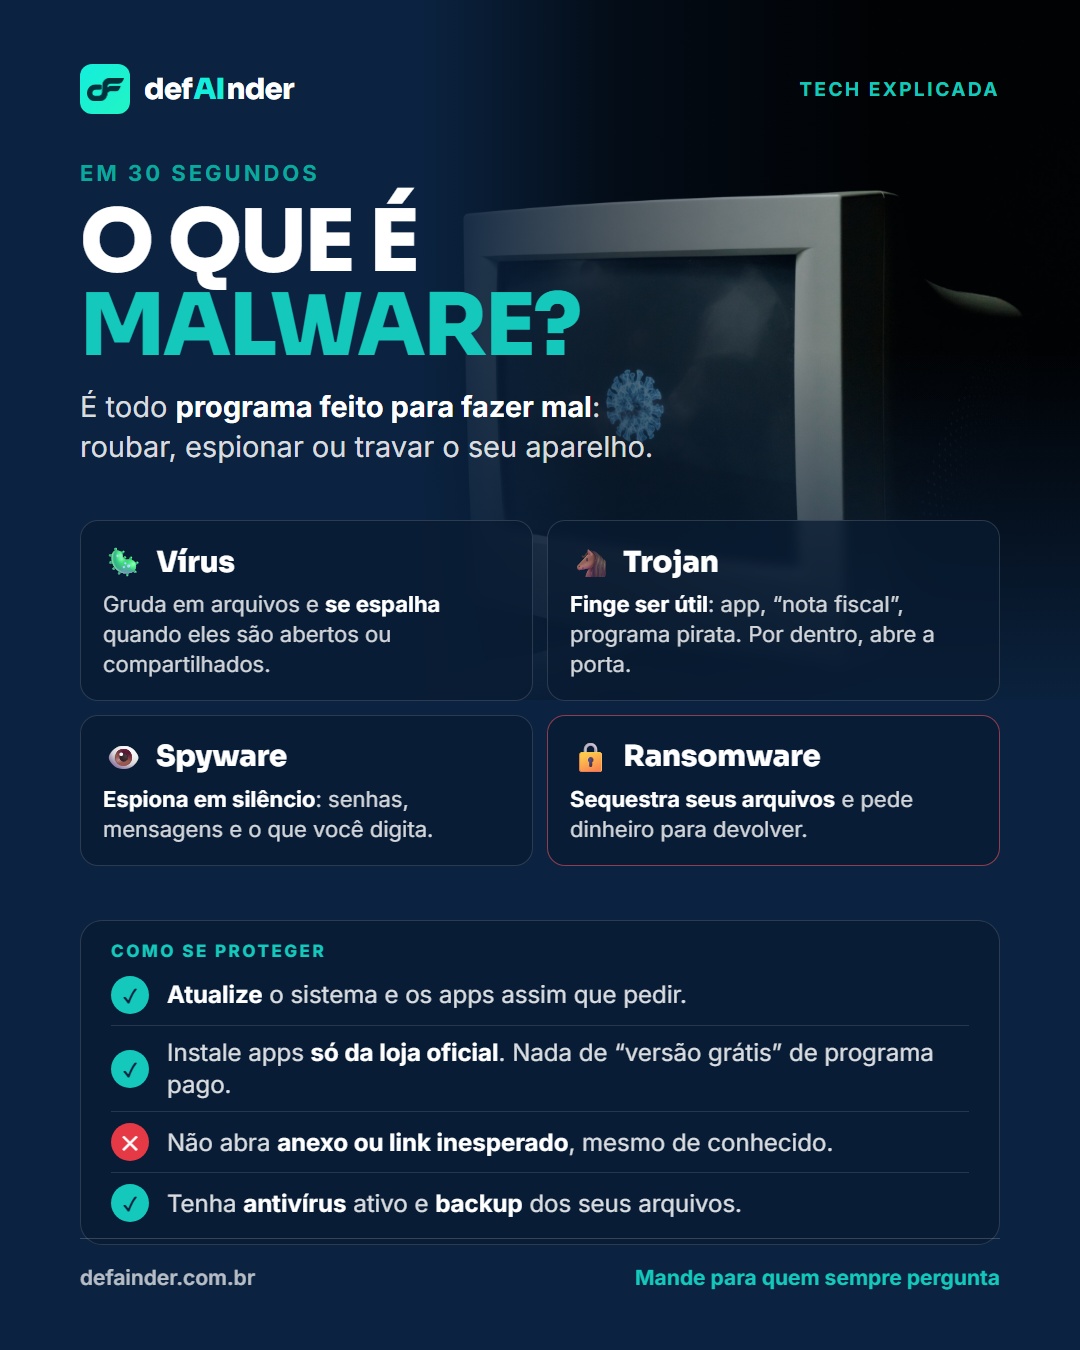 defAInder
TECH EXPLICADA
EM 30 SEGUNDOS
O QUE É
MALWARE?
É todo programa feito para fazer mal:
roubar, espionar ou travar o seu aparelho.
Vírus
Gruda em arquivos e se espalha
quando eles são abertos ou
compartilhados.
Trojan
Finge ser útil: app, “nota fiscal”,
programa pirata. Por dentro, abre a
porta.
Spyware
Espiona em silêncio: senhas,
mensagens e o que você digita.
Ransomware
Sequestra seus arquivos e pede
dinheiro para devolver.
COMO SE PROTEGER
Atualize o sistema e os apps assim que pedir.
Instale apps só da loja oficial. Nada de “versão grátis” de programa
pago.
Não abra anexo ou link inesperado, mesmo de conhecido.
Tenha antivírus ativo e backup dos seus arquivos.
defainder.com.br
Mande para quem sempre pergunta